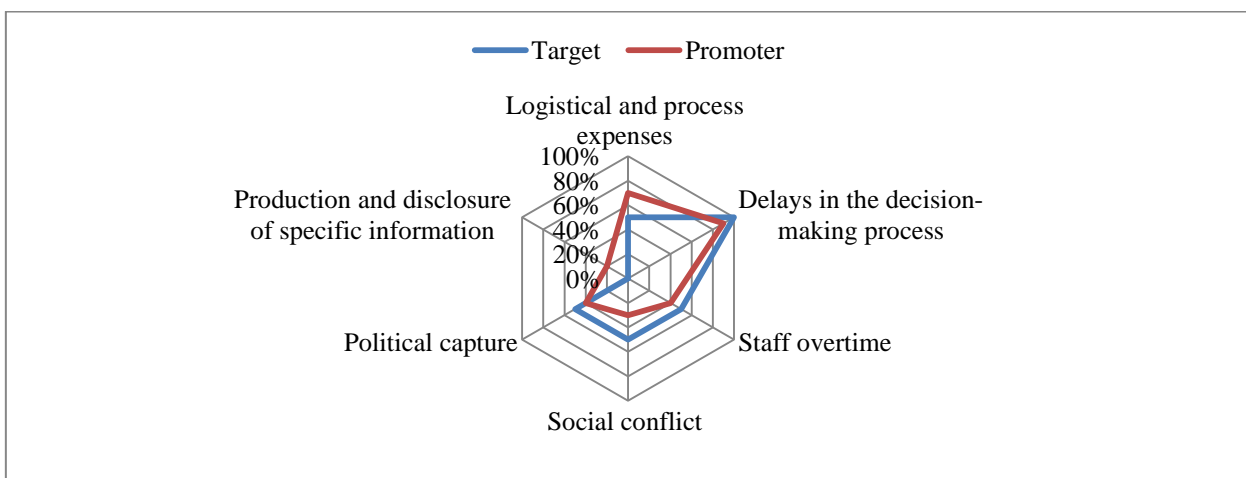 Target Promoter
Logistical and process
expenses
100%
80%
60%
40%
20%
0%
Delays in the decision-
making process
Staff overtime
Social conflict
Political capture
Production and disclosure
of specific information